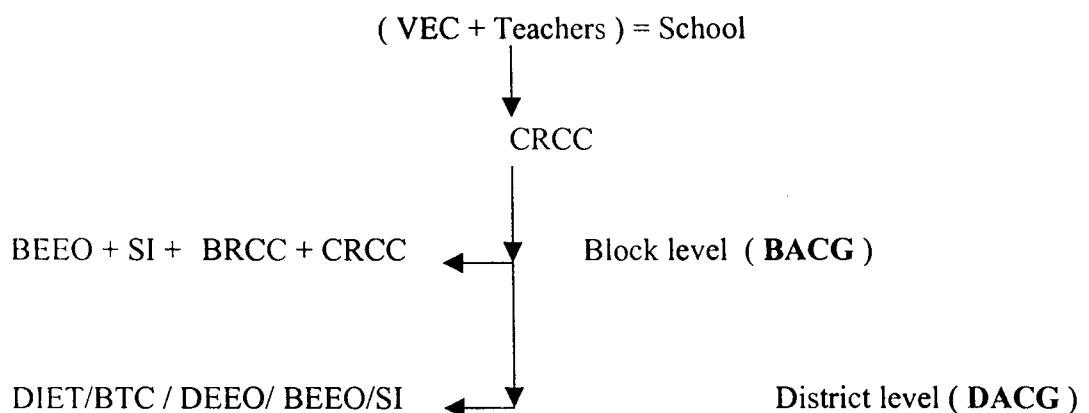 ( VEC + Teachers ) = School
CRCC
BEEO + SI + BRCC + CRCC Block level ( BACG )
DIET/BTC / DEEO/ BEEO/SI District level ( DACG )